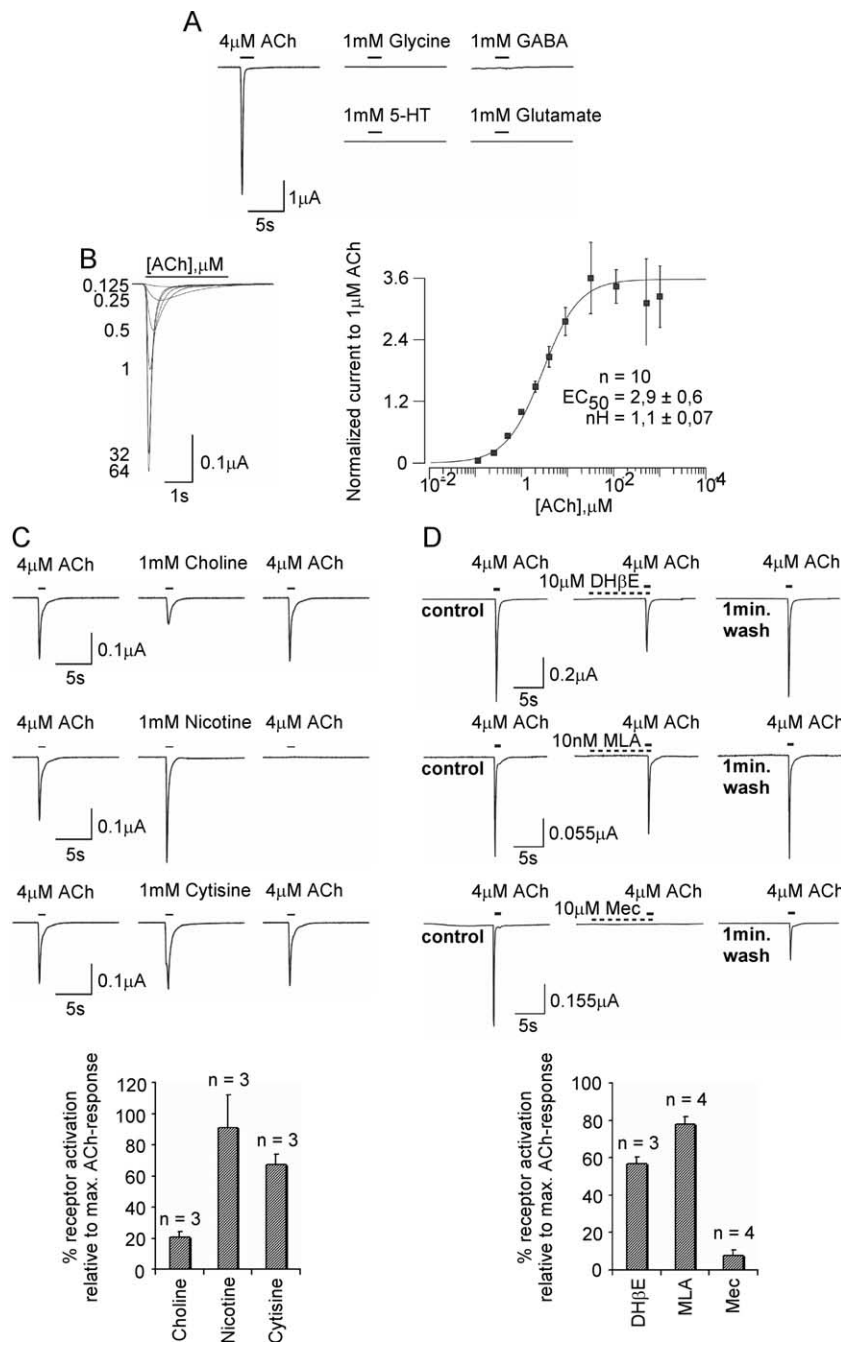 A
4µM ACh 1mM Glycine 1mM GABA
1mM 5-HT 1mM Glutamate
1µA
5s
B
[ACh],µM
0.125
0.25
0.5
1
32
64
0.1µA
1s
Normalized current to 1µM ACh
3.6
2.4
1.2
0
n = 10
EC50 = 2,9 ± 0,6
nH = 1,1 ± 0,07
10-2 1 102 104
[ACh],µM
C
4µM ACh 1mM Choline 4µM ACh
0.1µA
5s
4µM ACh 1mM Nicotine 4µM ACh
0.1µA
5s
4µM ACh 1mM Cytisine 4µM ACh
0.1µA
5s
% receptor activation
relative to max. ACh-response
120
100
80
60
40
20
0
n = 3
n = 3
n = 3
Choline
Nicotine
Cytisine
D
4µM ACh 4µM ACh 4µM ACh
10µM DHβE
control
1min.
wash
0.2µA
5s
4µM ACh 4µM ACh 4µM ACh
10nM MLA
control
1min.
wash
0.055µA
5s
4µM ACh 4µM ACh 4µM ACh
10µM Mec
control
1min.
wash
0.155µA
5s
% receptor activation
relative to max. ACh-response
100
80
60
40
20
0
n = 3
n = 4
n = 4
DHβE
MLA
Mec